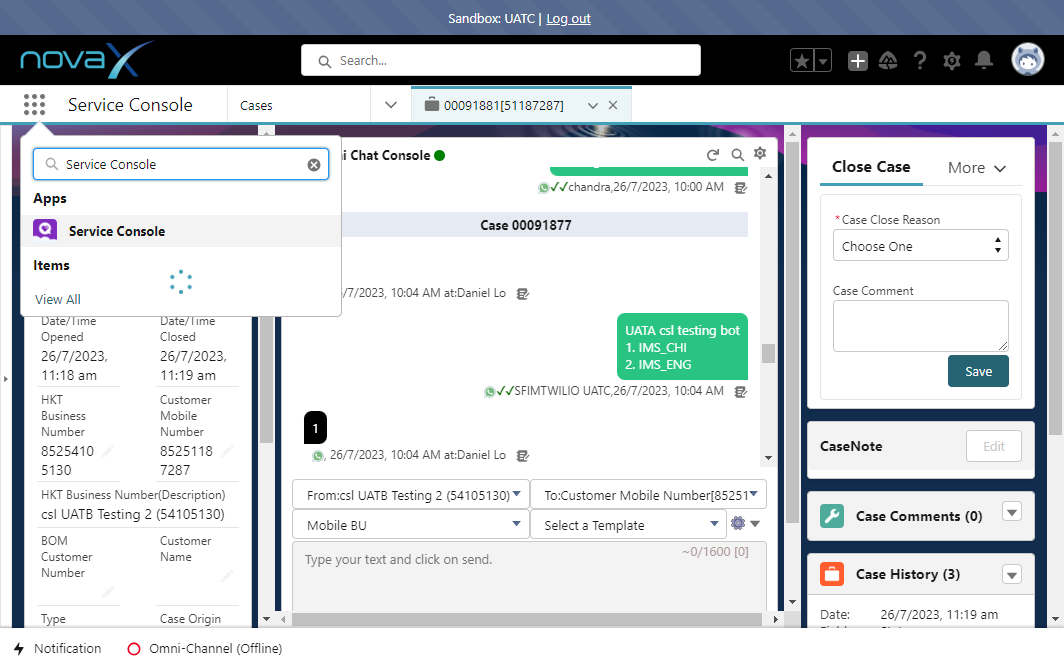 Sandbox: UATC | Log out
novaX
Search...
Service Console
Cases
00091881[51187287]
Service Console
Apps
Service Console
Items
View All
Date/Time Opened
26/7/2023, 11:18 am
Date/Time Closed
26/7/2023, 11:19 am
HKT Business Number
8525410 5130
Customer Mobile Number
8525118 7287
HKT Business Number(Description)
csl UATB Testing 2 (54105130)
BOM Customer Number
Customer Name
Type
Case Origin
Chat Console
chandra,26/7/2023, 10:00 AM
Case 00091877
/7/2023, 10:04 AM at:Daniel Lo
UATA csl testing bot
1. IMS_CHI
2. IMS_ENG
SFIMTWILIO UATC,26/7/2023, 10:04 AM
1
, 26/7/2023, 10:04 AM at:Daniel Lo
From:csl UATB Testing 2 (54105130)
To:Customer Mobile Number[85251
Mobile BU
Select a Template
Type your text and click on send.
~0/1600 [0]
Close Case
More
*Case Close Reason
Choose One
Case Comment
Save
CaseNote
Edit
Case Comments (0)
Case History (3)
Date:
26/7/2023, 11:19 am
Notification
Omni-Channel (Offline)